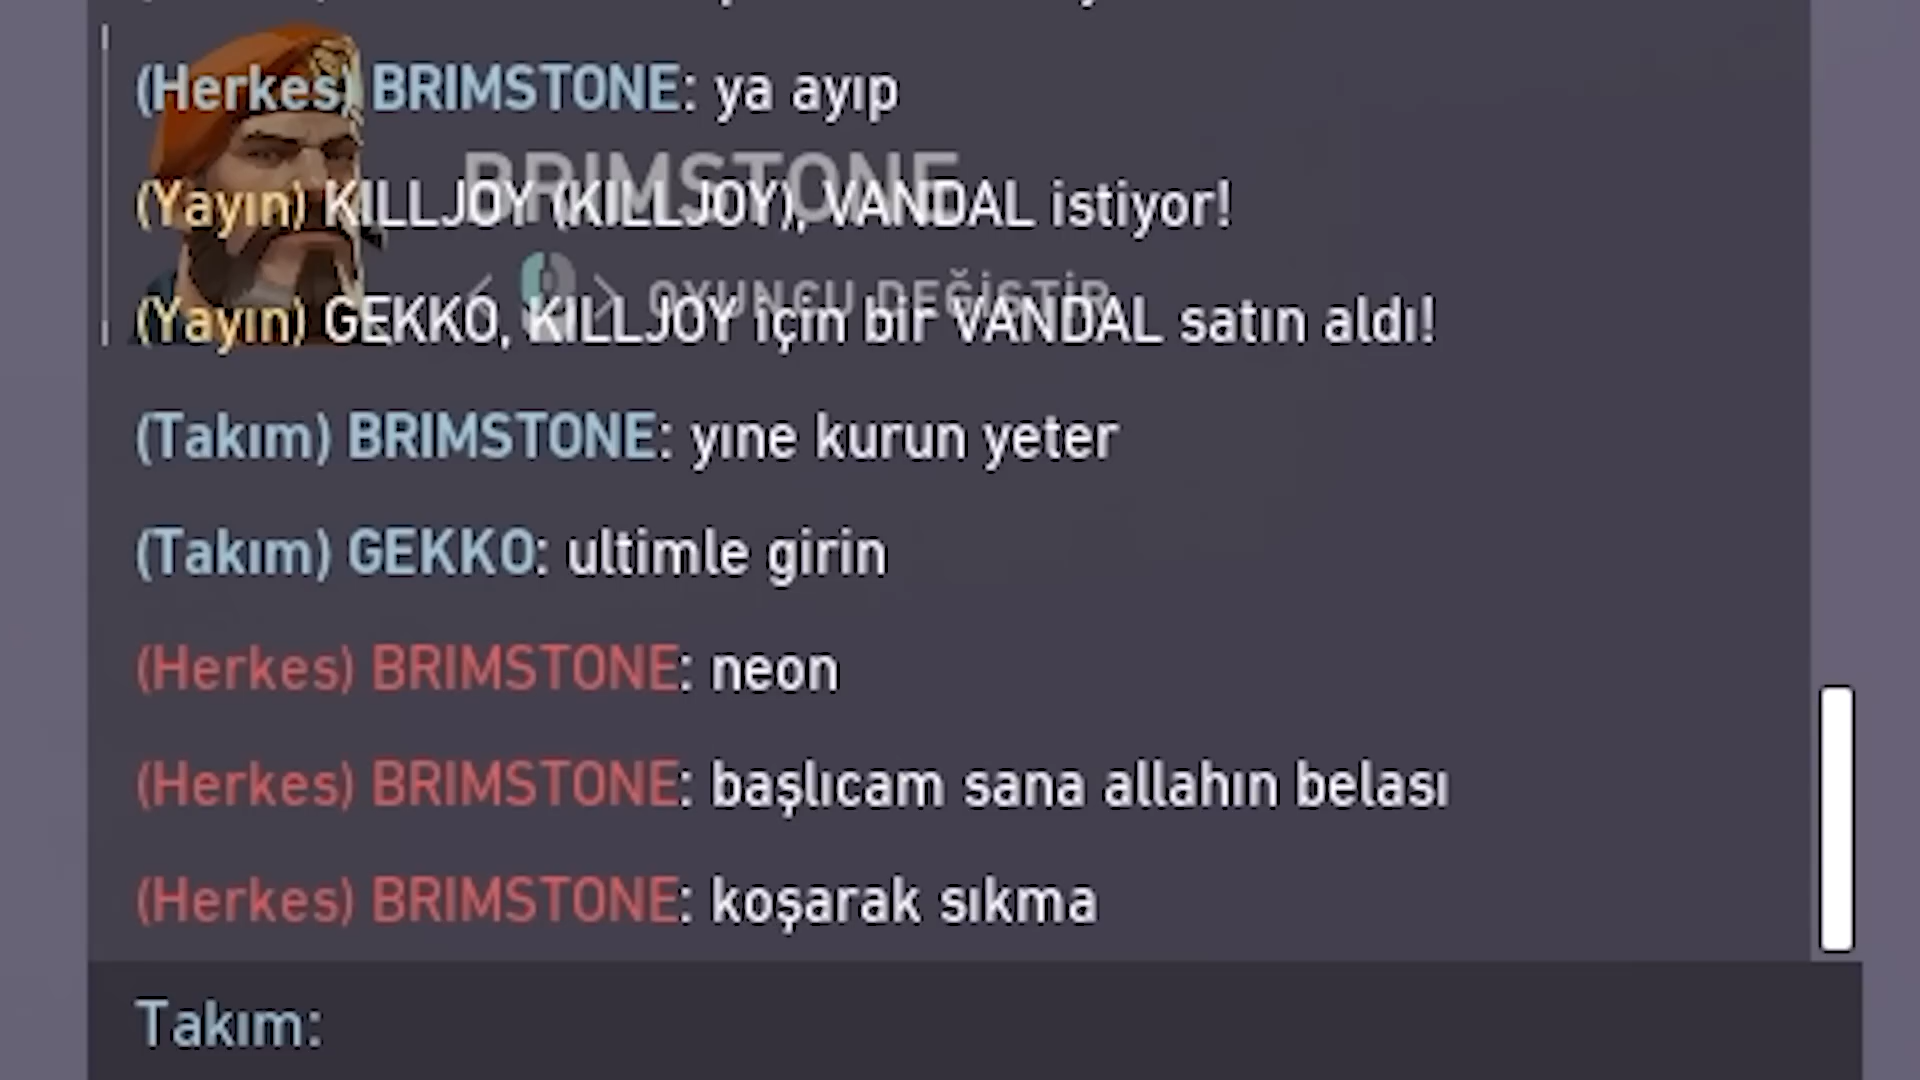 (Herkes) BRIMSTONE: ya ayıp
BRIMSTONE
(Yayın) KILLJOY (KILLJOY), VANDAL istiyor!
< > OYUNCU DEĞİŞTİR
(Yayın) GEKKO, KILLJOY için bir VANDAL satın aldı!
(Takım) BRIMSTONE: yıne kurun yeter
(Takım) GEKKO: ultimle girin
(Herkes) BRIMSTONE: neon
(Herkes) BRIMSTONE: başlıcam sana allahın belası
(Herkes) BRIMSTONE: koşarak sıkma
Takım: